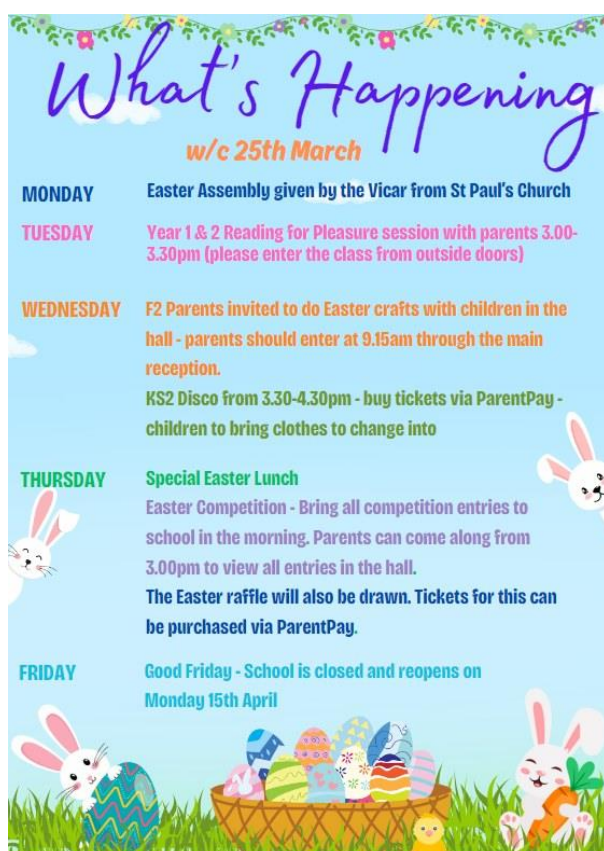 What's Happening
w/c 25th March
MONDAY Easter Assembly given by the Vicar from St Paul's Church
TUESDAY Year 1 & 2 Reading for Pleasure session with parents 3.00-
3.30pm (please enter the class from outside doors)
WEDNESDAY F2 Parents invited to do Easter crafts with children in the
hall - parents should enter at 9.15am through the main
reception.
KS2 Disco from 3.30-4.30pm - buy tickets via ParentPay -
children to bring clothes to change into
THURSDAY Special Easter Lunch
Easter Competition - Bring all competition entries to
school in the morning. Parents can come along from
3.00pm to view all entries in the hall.
The Easter raffle will also be drawn. Tickets for this can
be purchased via ParentPay.
FRIDAY Good Friday - School is closed and reopens on
Monday 15th April